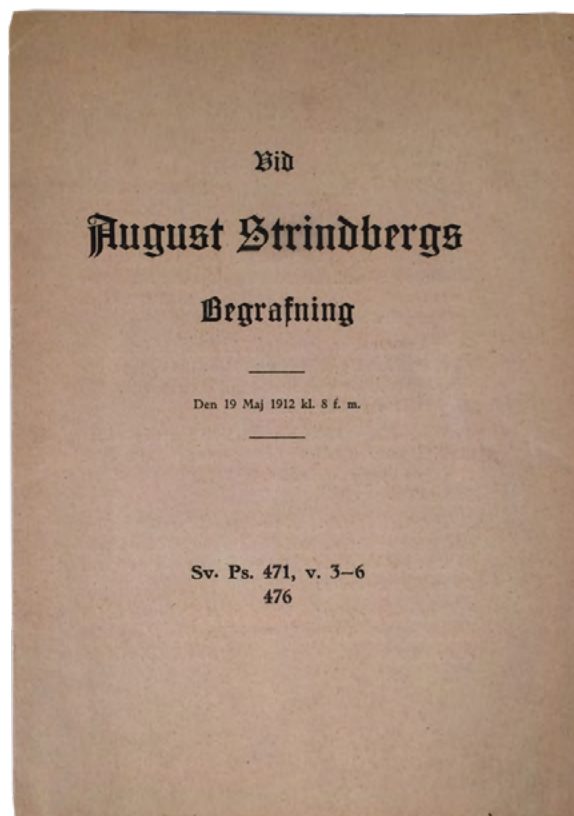 Vid
August Strindbergs
Begrafning
Den 19 Maj 1912 kl. 8 f. m.
Sv. Ps. 471, v. 3–6
476